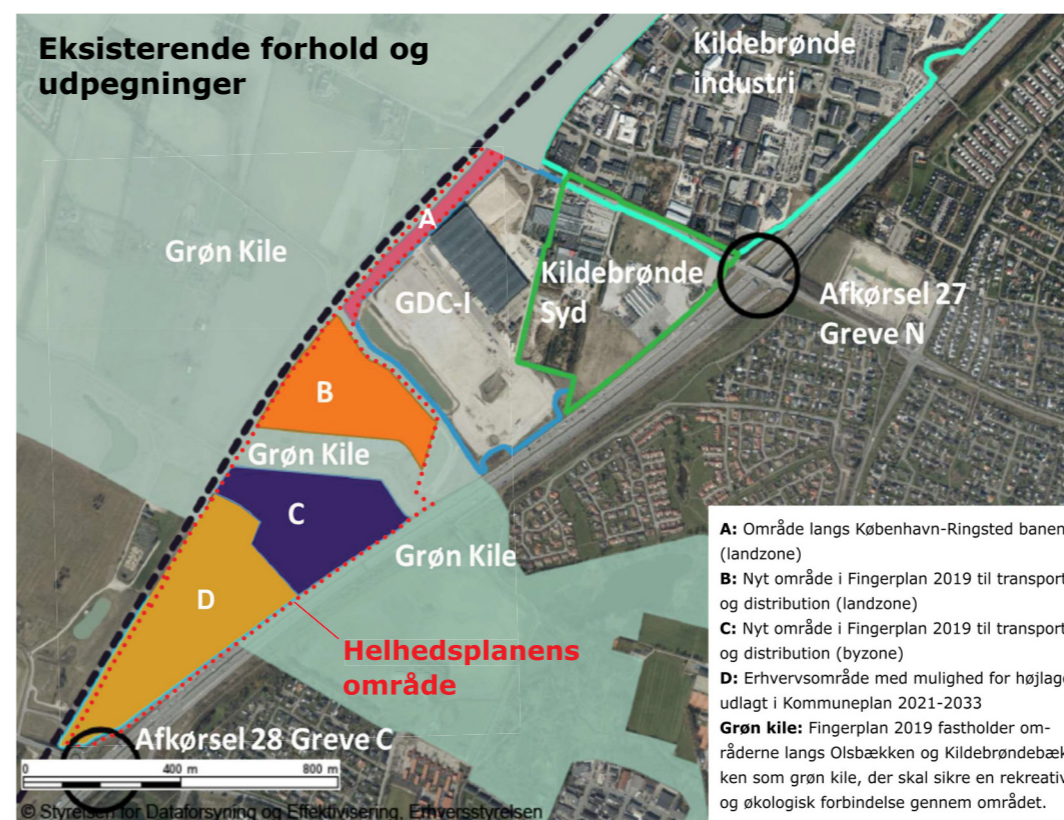 Eksisterende forhold og
udpegninger
Kildebrønde
industri
A
Grøn Kile
GDC-I
Kildebrønde
Syd
Afkørsel 27
Greve N
B
Grøn Kile
C
Grøn Kile
D
Helhedsplanens
område
Afkørsel 28 Greve C
0 400 m 800 m
© Styrelsen for Dataforsyning og Effektivisering, Erhversstyrelsen
A: Område langs København-Ringsted banen
(landzone)
B: Nyt område i Fingerplan 2019 til transport
og distribution (landzone)
C: Nyt område i Fingerplan 2019 til transport
og distribution (byzone)
D: Erhvervsområde med mulighed for højlage
udlagt i Kommuneplan 2021-2033
Grøn kile: Fingerplan 2019 fastholder om-
råderne langs Olsbækken og Kildebrøndebæk
ken som grøn kile, der skal sikre en rekreativ
og økologisk forbindelse gennem området.